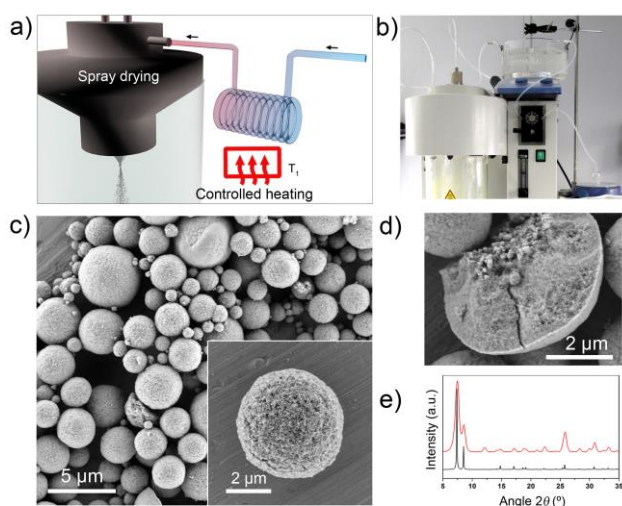 a)
Spray drying
T1
Controlled heating
b)
c)
5 µm
2 µm
d)
2 µm
e)
Intensity (a.u.)
5 10 15 20 25 30 35
Angle 2θ (º)